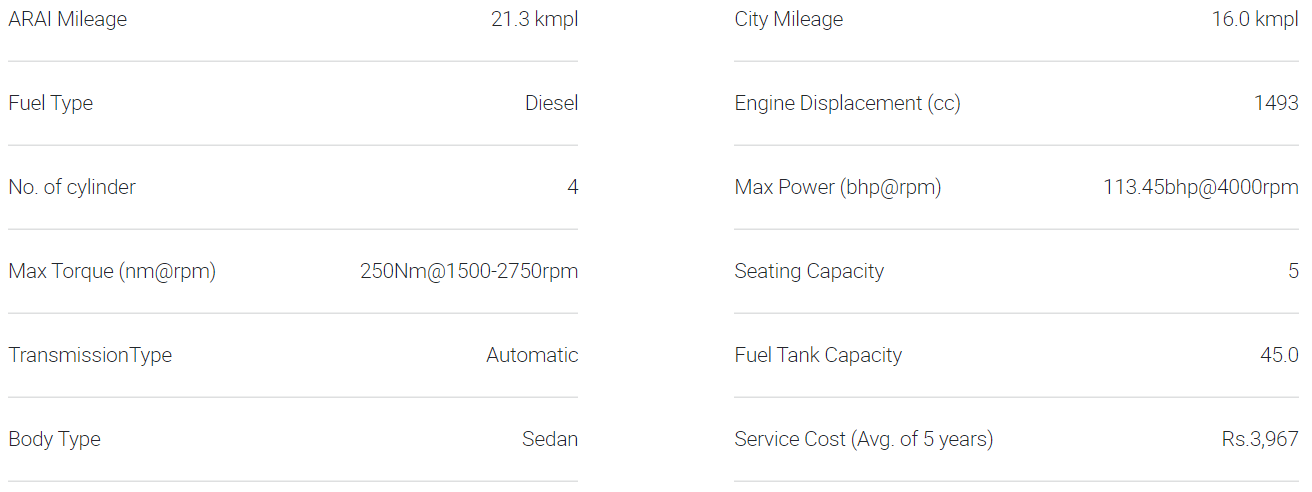 ARAI Mileage 21.3 kmpl City Mileage 16.0 kmpl
Fuel Type Diesel Engine Displacement (cc) 1493
No. of cylinder 4 Max Power (bhp@rpm) 113.45bhp@4000rpm
Max Torque (nm@rpm) 250Nm@1500-2750rpm Seating Capacity 5
TransmissionType Automatic Fuel Tank Capacity 45.0
Body Type Sedan Service Cost (Avg. of 5 years) Rs.3,967